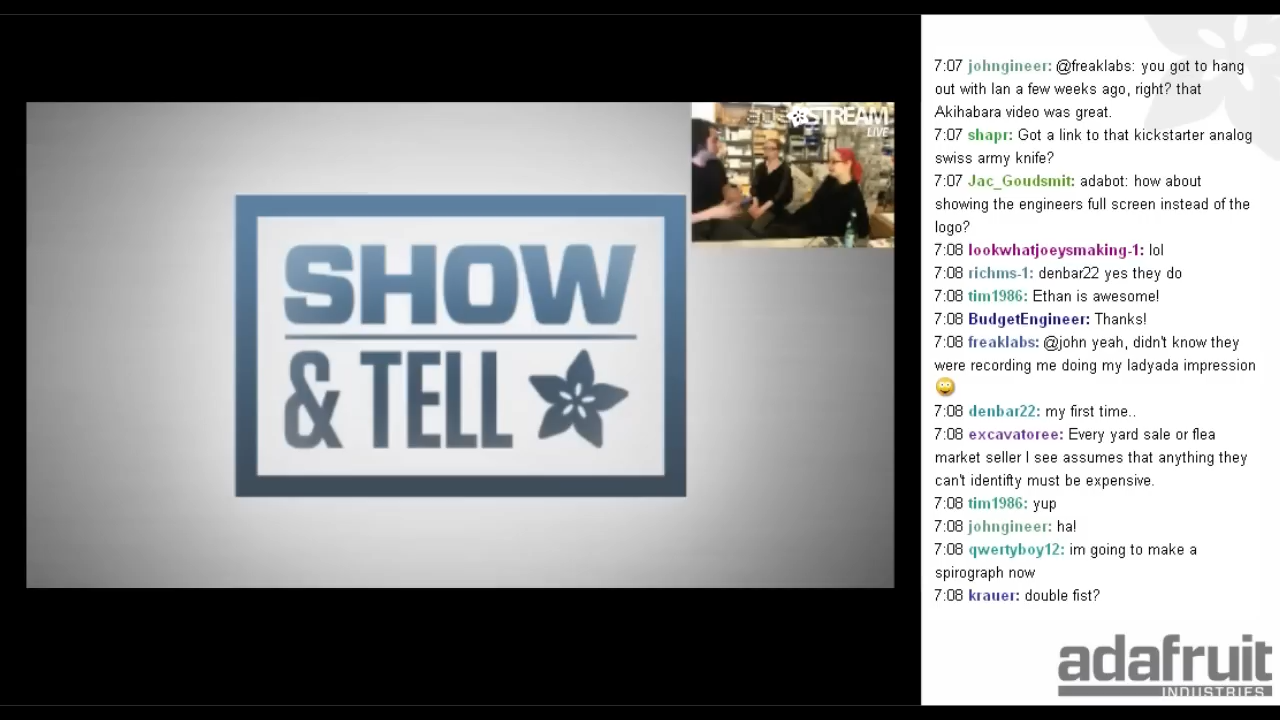 STREAM
LIVE
SHOW
& TELL
7:07 johngineer: @freaklabs: you got to hang
out with Ian a few weeks ago, right? that
Akihabara video was great.
7:07 shapr: Got a link to that kickstarter analog
swiss army knife?
7:07 Jac_Goudsmit: adabot: how about
showing the engineers full screen instead of the
logo?
7:08 lookwhatjoeysmaking-1: lol
7:08 richms-1: denbar22 yes they do
7:08 tim1986: Ethan is awesome!
7:08 BudgetEngineer: Thanks!
7:08 freaklabs: @john yeah, didn't know they
were recording me doing my ladyada impression
7:08 denbar22: my first time..
7:08 excavatoree: Every yard sale or flea
market seller I see assumes that anything they
can't identifty must be expensive.
7:08 tim1986: yup
7:08 johngineer: ha!
7:08 qwertyboy12: im going to make a
spirograph now
7:08 krauer: double fist?
adafruit
INDUSTRIES